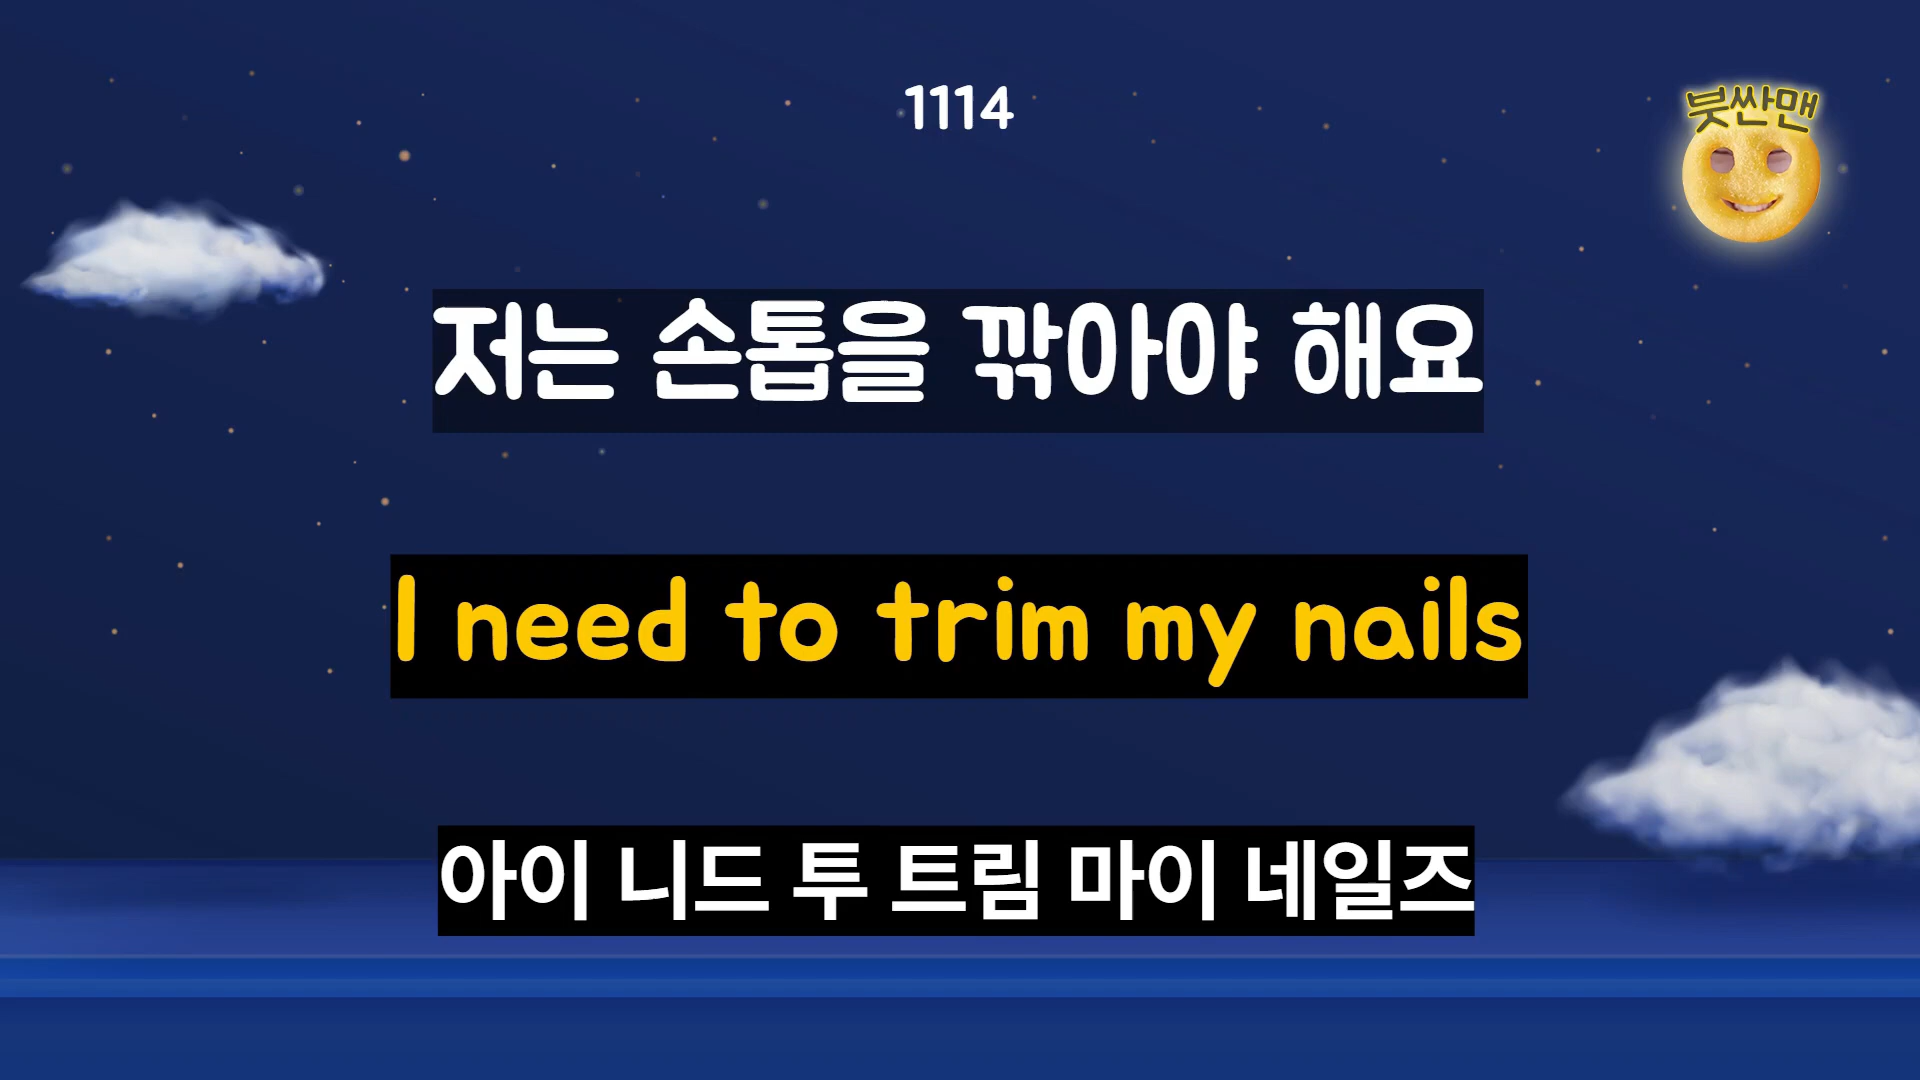 1114
붓싼맨
저는 손톱을 깎아야 해요
I need to trim my nails
아이 니드 투 트림 마이 네일즈